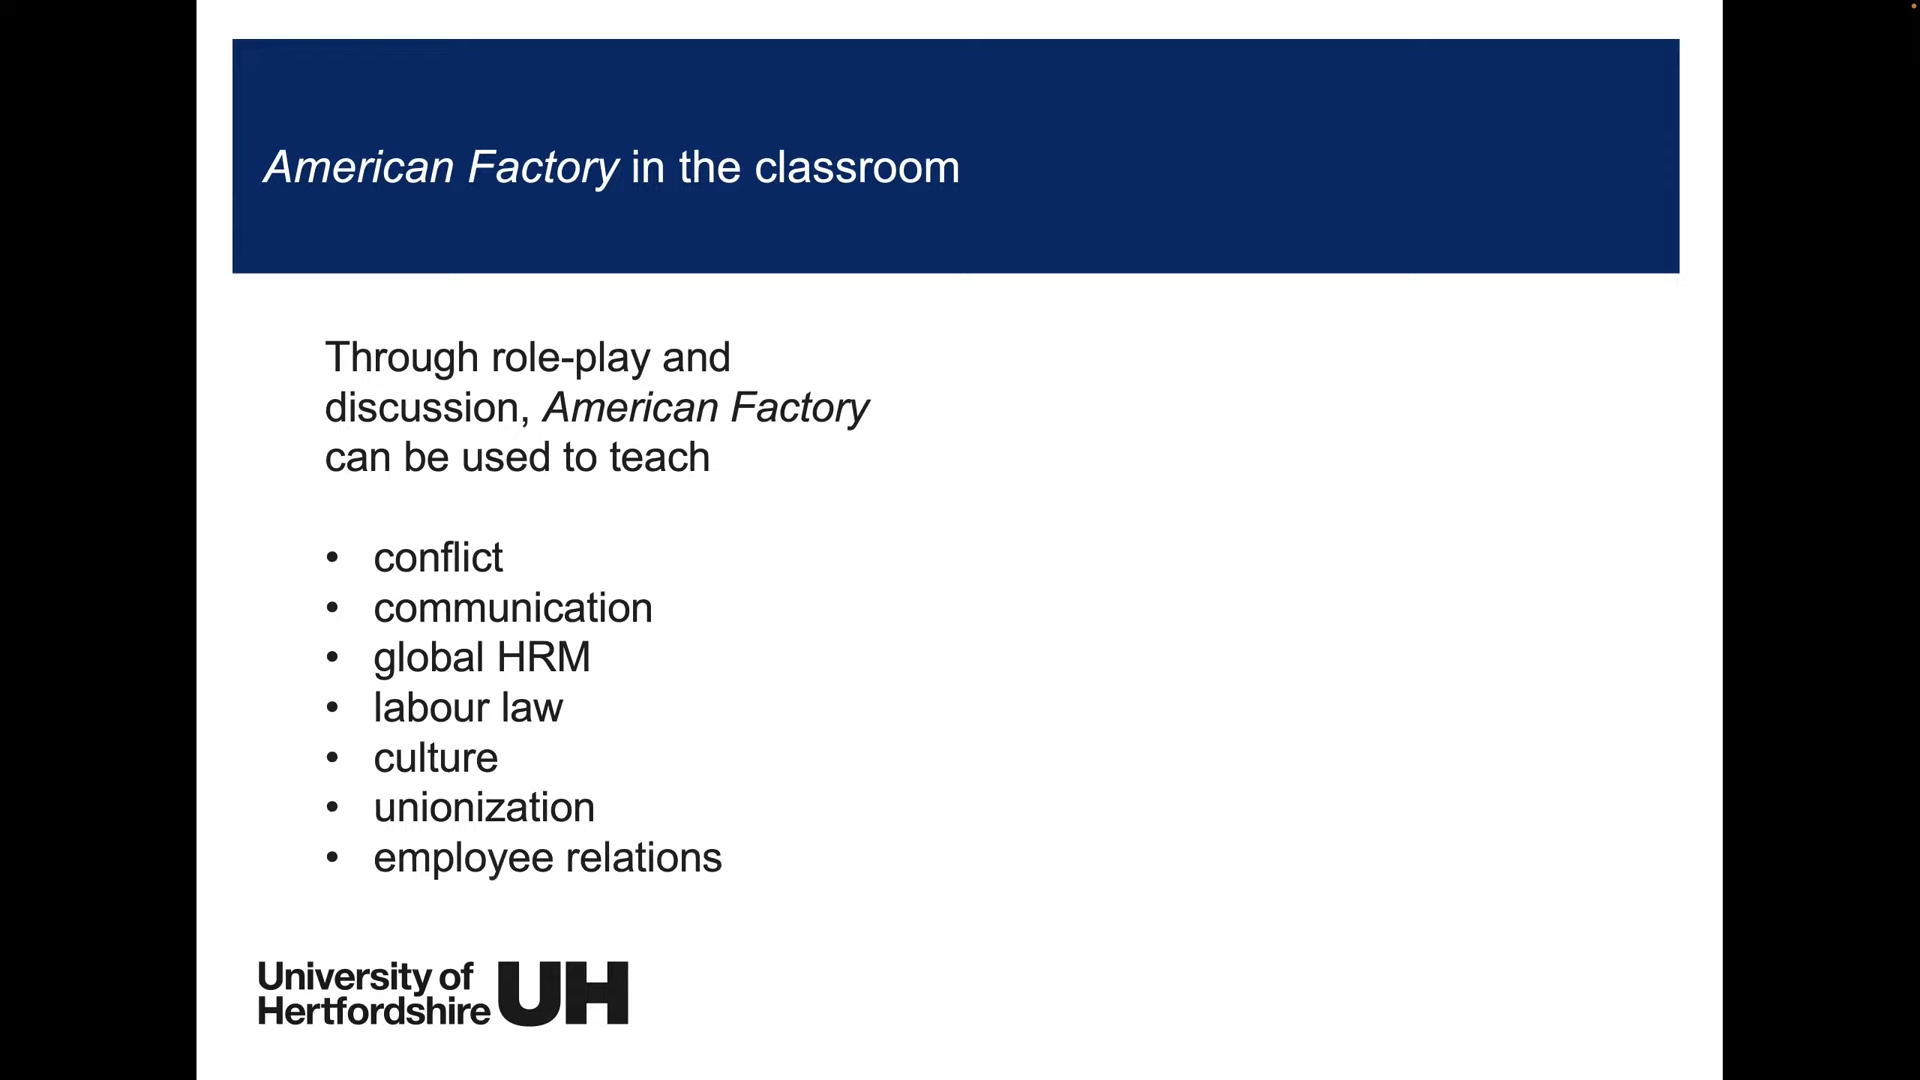 American Factory in the classroom
Through role-play and
discussion, American Factory
can be used to teach
• conflict
• communication
• global HRM
• labour law
• culture
• unionization
• employee relations
University of
Hertfordshire UH